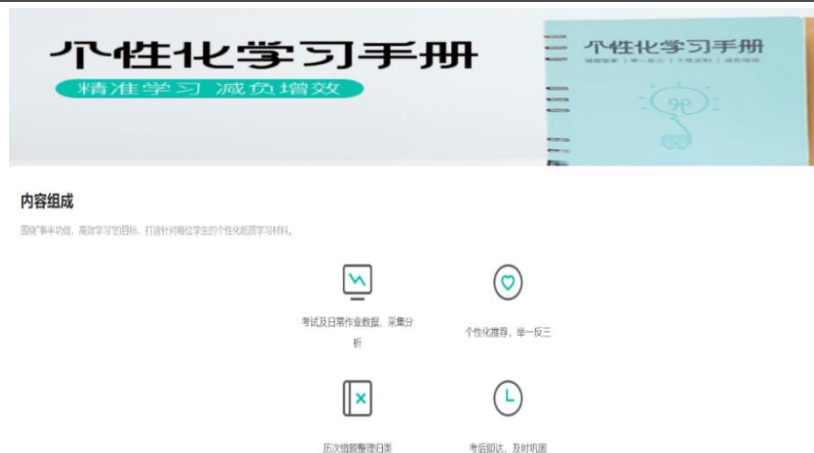 个性化学习手册
精准学习 减负增效
个性化学习手册
内容组成
围绕"事半功倍、高效学习"的目标，打造针对每位学生的个性化纸质学习材料。
考试及日常作业数据，采集分
析
个性化推荐，举一反三
历次错题整理归类
考后即达，及时巩固